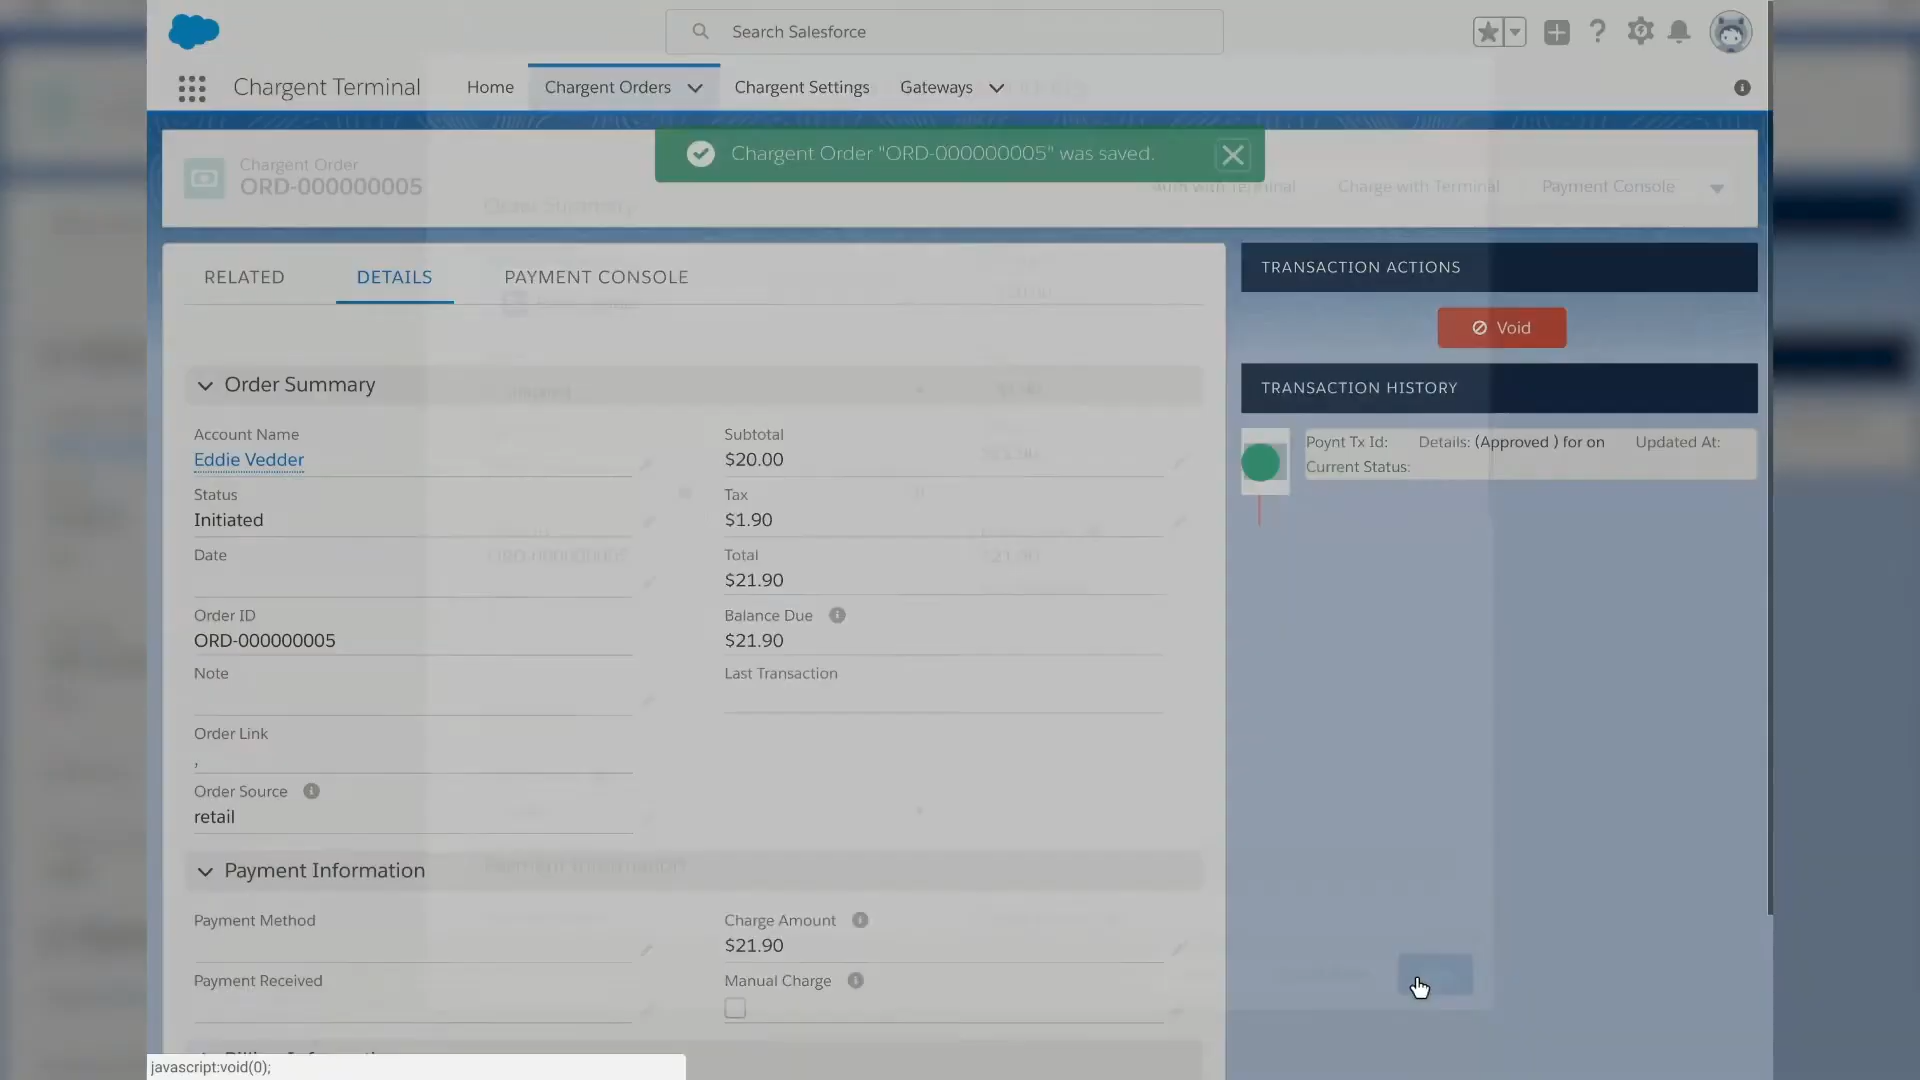 Search Salesforce
Chargent Terminal
Home
Chargent Orders
Chargent Settings
Gateways
Chargent Order "ORD-000000005" was saved.
Chargent Order
ORD-000000005
Auth with Terminal
Charge with Terminal
Payment Console
RELATED
DETAILS
PAYMENT CONSOLE
Order Summary
Account Name
Eddie Vedder
Subtotal
$20.00
Status
Initiated
Tax
$1.90
Date
Total
$21.90
Order ID
ORD-000000005
Balance Due
$21.90
Note
Last Transaction
Order Link
,
Order Source
retail
Payment Information
Payment Method
Charge Amount
$21.90
Payment Received
Manual Charge
TRANSACTION ACTIONS
Void
TRANSACTION HISTORY
Poynt Tx Id: Details: (Approved ) for on Updated At:
Current Status:
javascript:void(0);